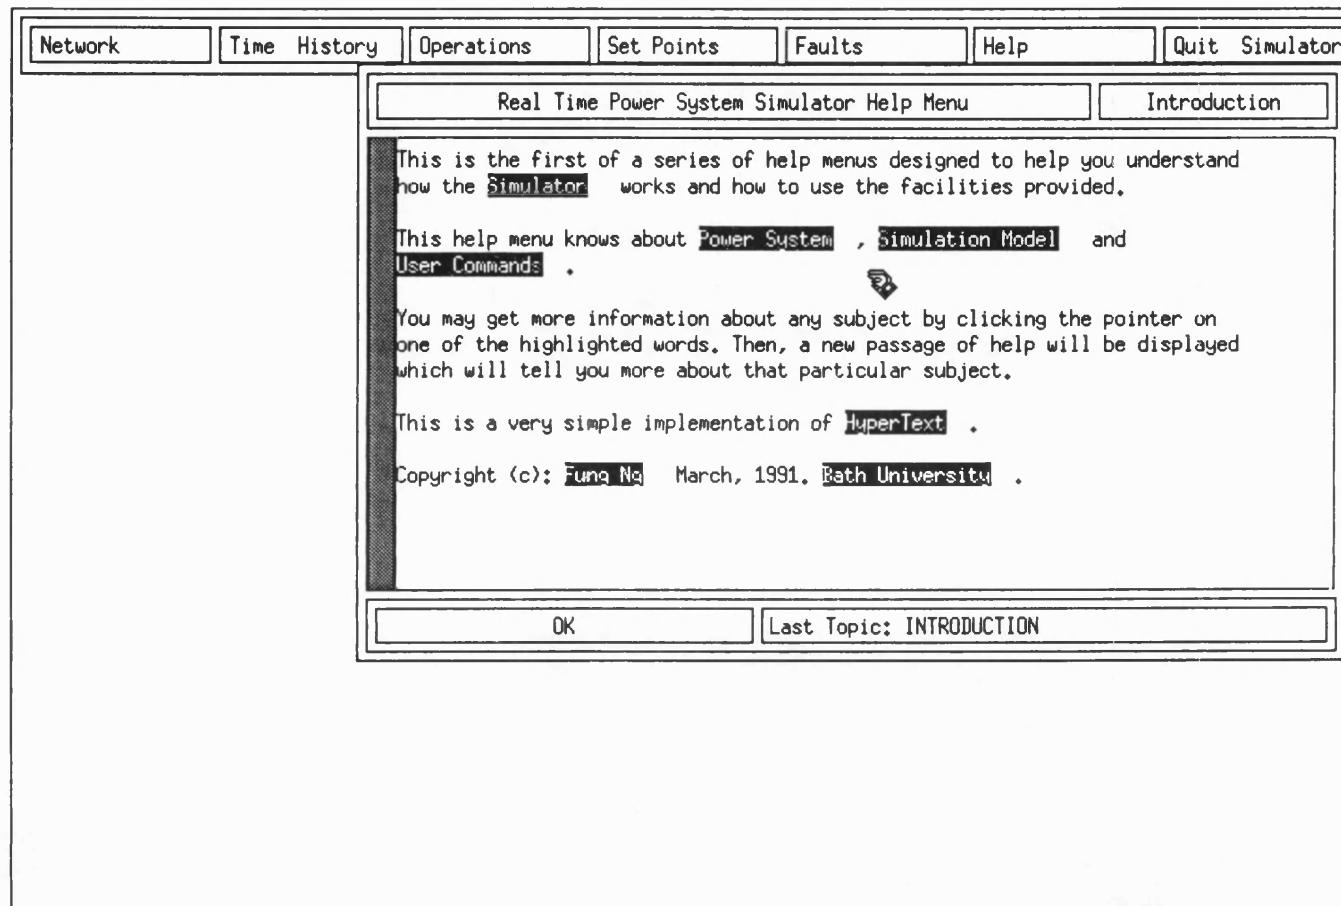 Network Time History Operations Set Points Faults Help Quit Simulator
Real Time Power System Simulator Help Menu Introduction
This is the first of a series of help menus designed to help you understand
how the Simulator works and how to use the facilities provided.
This help menu knows about Power System , Simulation Model and
User Commands .
You may get more information about any subject by clicking the pointer on
one of the highlighted words. Then, a new passage of help will be displayed
which will tell you more about that particular subject.
This is a very simple implementation of HyperText .
Copyright (c): Fung Ng March, 1991. Bath University .
OK Last Topic: INTRODUCTION